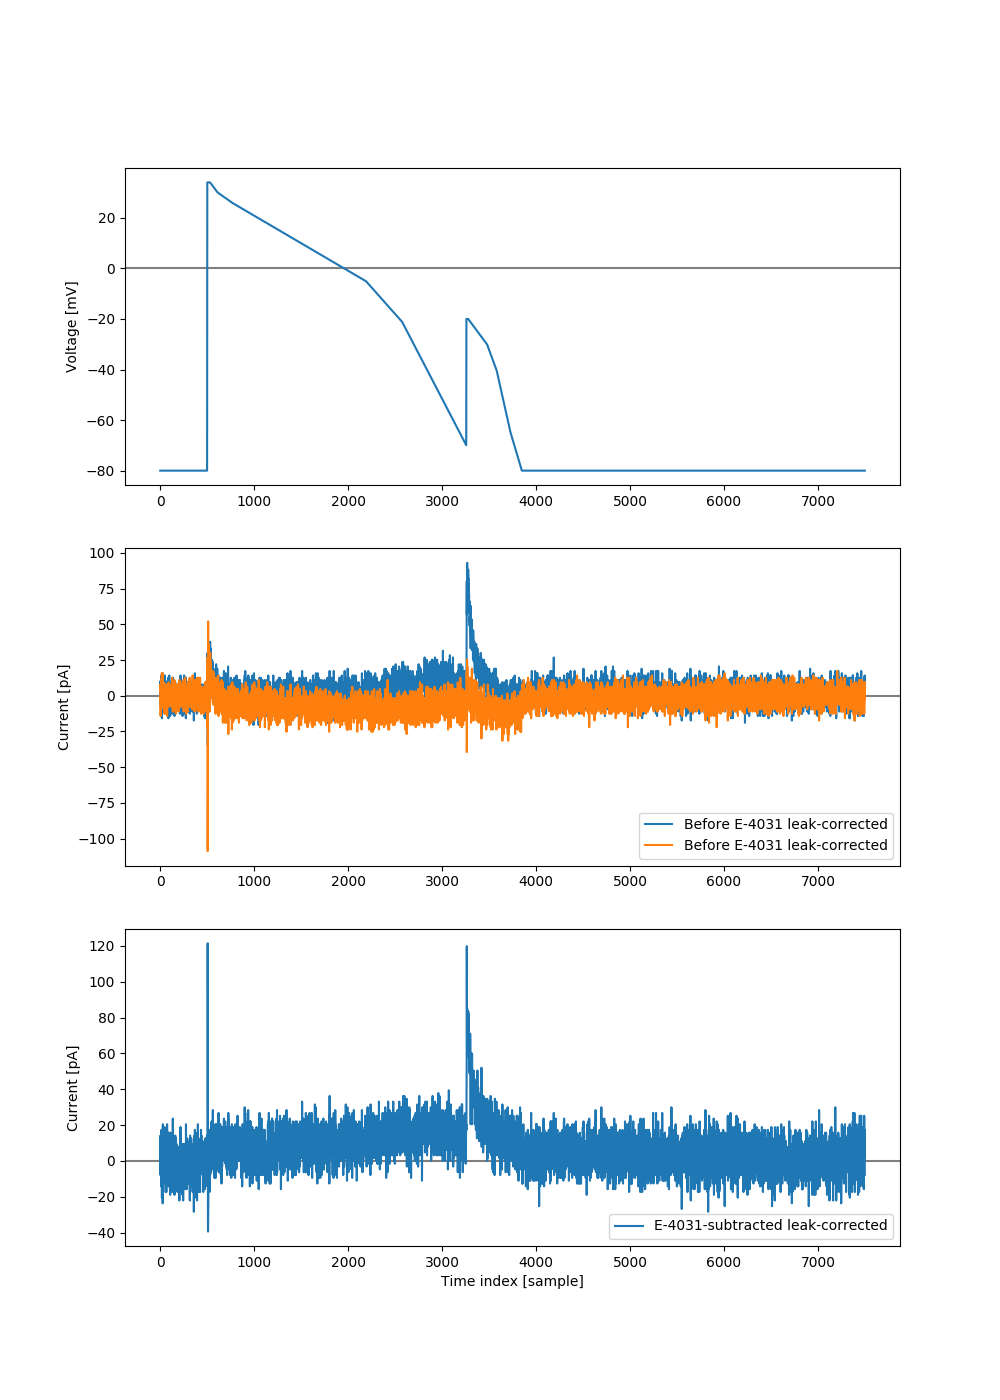 20
0
−20
−40
−60
−80
Voltage [mV]
0 1000 2000 3000 4000 5000 6000 7000
100
75
50
25
0
−25
−50
−75
−100
Current [pA]
Before E-4031 leak-corrected
Before E-4031 leak-corrected
0 1000 2000 3000 4000 5000 6000 7000
120
100
80
60
40
20
0
−20
−40
Current [pA]
E-4031-subtracted leak-corrected
0 1000 2000 3000 4000 5000 6000 7000
Time index [sample]